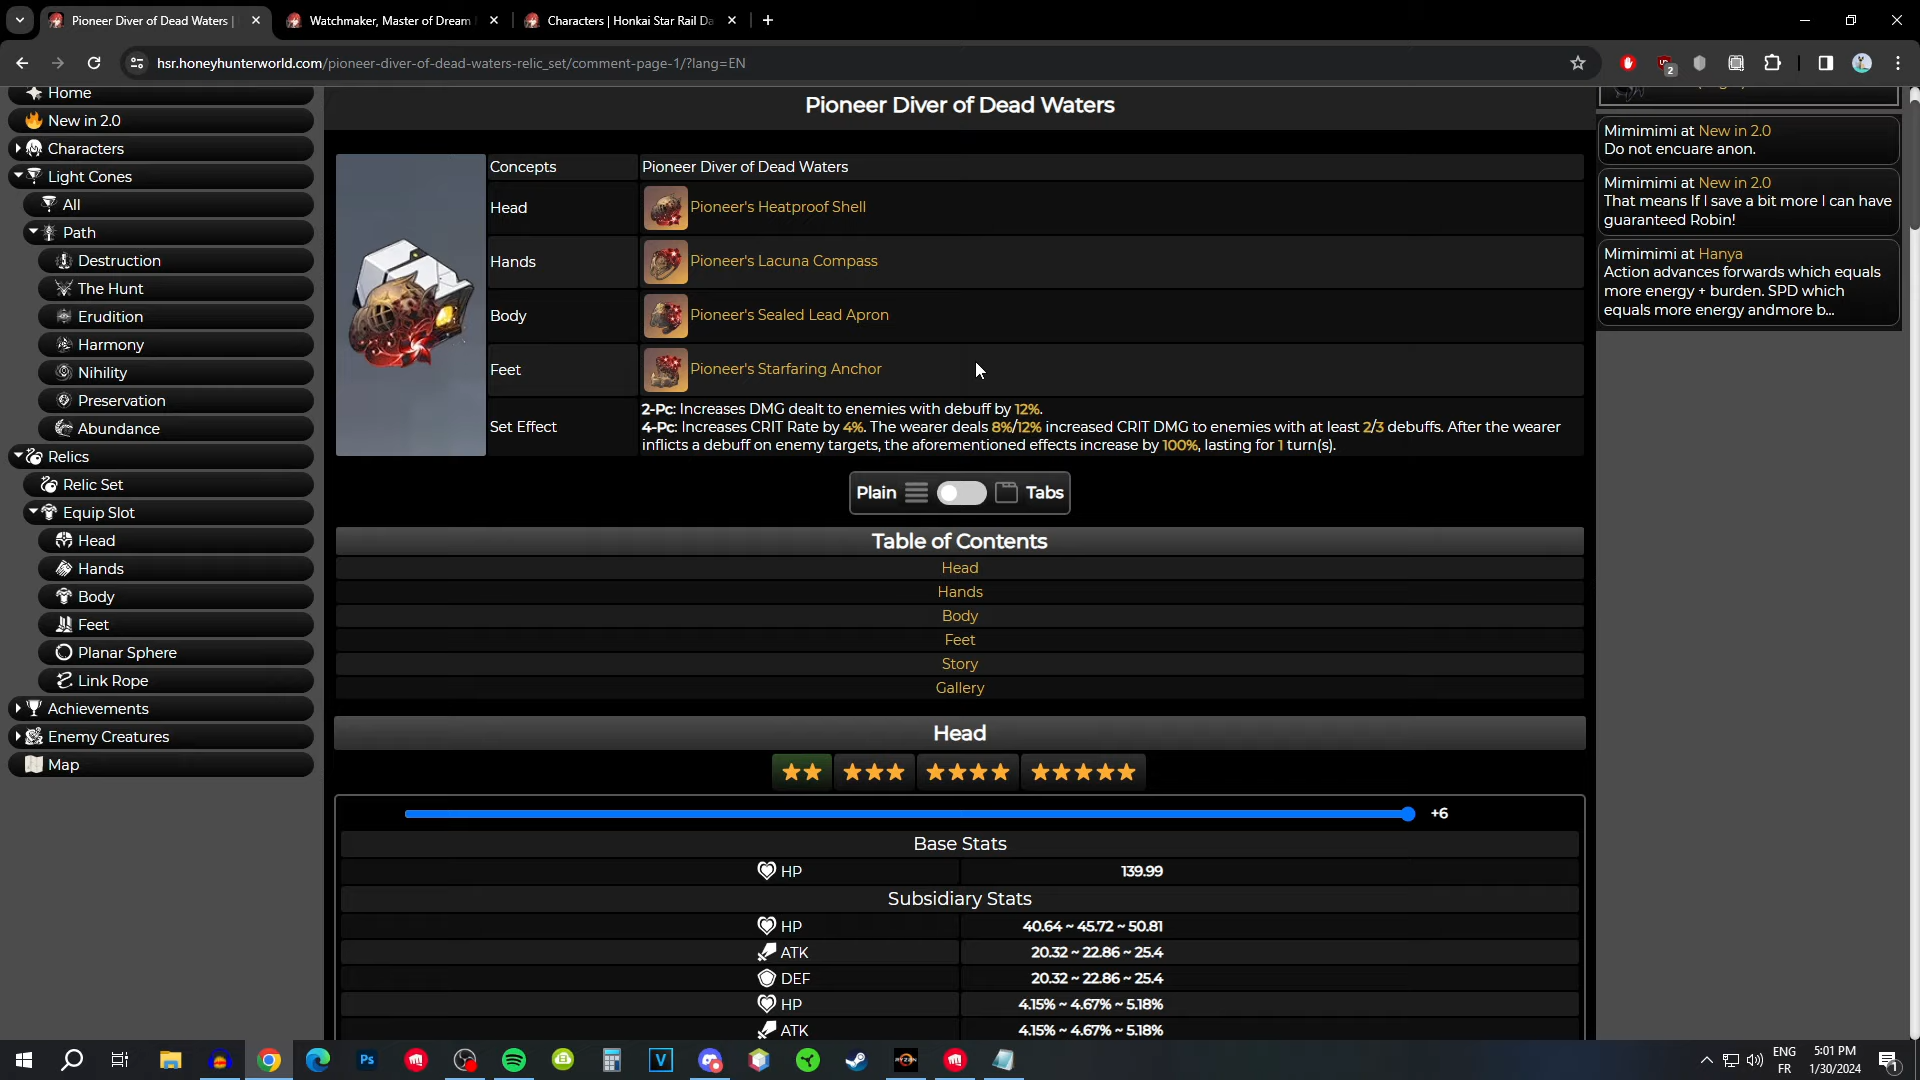 Pioneer Diver of Dead Waters |
Watchmaker, Master of Dream
Characters | Honkai Star Rail Da
hsr.honeyhunterworld.com/pioneer-diver-of-dead-waters-relic_set/comment-page-1/?lang=EN
2
Home
New in 2.0
Characters
Light Cones
All
Path
Destruction
The Hunt
Erudition
Harmony
Nihility
Preservation
Abundance
Relics
Relic Set
Equip Slot
Head
Hands
Body
Feet
Planar Sphere
Link Rope
Achievements
Enemy Creatures
Map
Pioneer Diver of Dead Waters
Concepts
Pioneer Diver of Dead Waters
Head
Pioneer's Heatproof Shell
Hands
Pioneer's Lacuna Compass
Body
Pioneer's Sealed Lead Apron
Feet
Pioneer's Starfaring Anchor
Set Effect
2-Pc: Increases DMG dealt to enemies with debuff by 12%.
4-Pc: Increases CRIT Rate by 4%. The wearer deals 8%/12% increased CRIT DMG to enemies with at least 2/3 debuffs. After the wearer
inflicts a debuff on enemy targets, the aforementioned effects increase by 100%, lasting for 1 turn(s).
Plain
Tabs
Table of Contents
Head
Hands
Body
Feet
Story
Gallery
Head
+6
Base Stats
HP
139.99
Subsidiary Stats
HP
40.64 ~ 45.72 ~ 50.81
ATK
20.32 ~ 22.86 ~ 25.4
DEF
20.32 ~ 22.86 ~ 25.4
HP
4.15% ~ 4.67% ~ 5.18%
ATK
4.15% ~ 4.67% ~ 5.18%
Mimimimi at New in 2.0
Do not encuare anon.
Mimimimi at New in 2.0
That means If I save a bit more I can have
guaranteed Robin!
Mimimimi at Hanya
Action advances forwards which equals
more energy + burden. SPD which
equals more energy andmore b...
Ps
V
RYZEN
ENG
FR
5:01 PM
1/30/2024
1